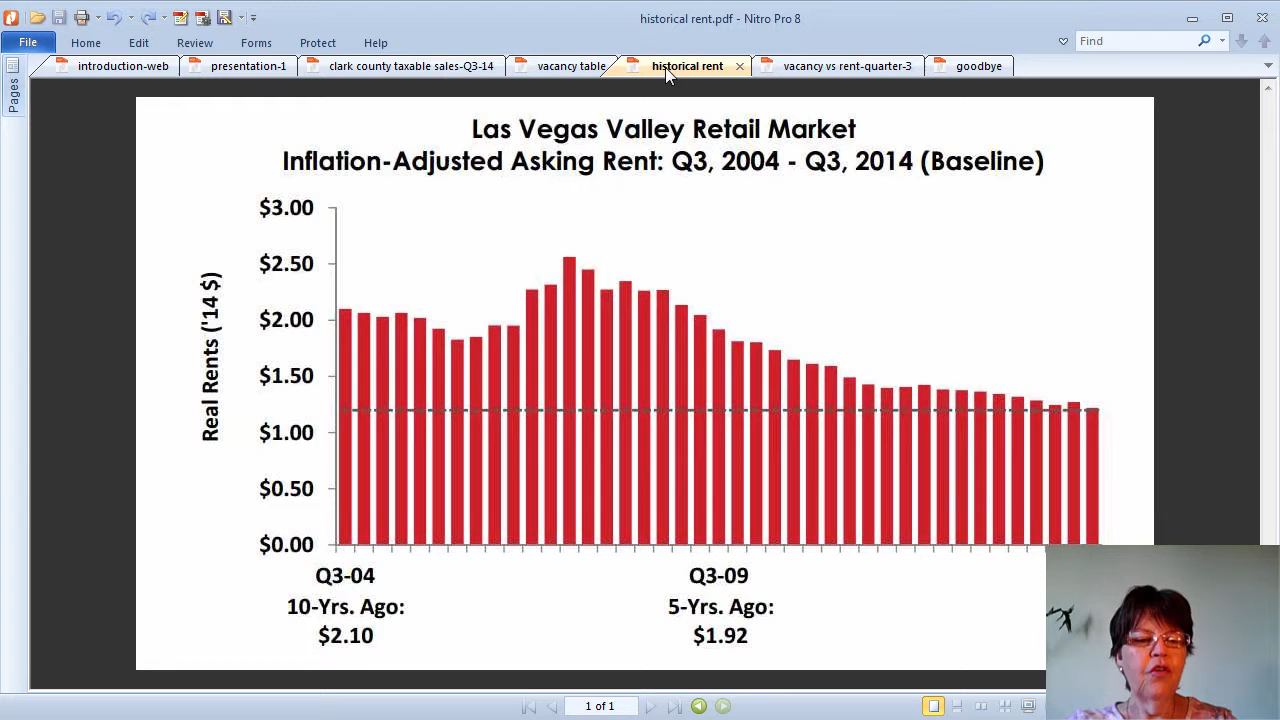 historical rent.pdf - Nitro Pro 8
File Home Edit Review Forms Protect Help Find
introduction-web presentation-1 clark county taxable sales-Q3-14 vacancy table historical rent vacancy vs rent-quarter-3 goodbye
Pages
Las Vegas Valley Retail Market
Inflation-Adjusted Asking Rent: Q3, 2004 - Q3, 2014 (Baseline)
Real Rents ('14 $)
$3.00
$2.50
$2.00
$1.50
$1.00
$0.50
$0.00
Q3-04 Q3-09
10-Yrs. Ago: 5-Yrs. Ago:
$2.10 $1.92
1 of 1